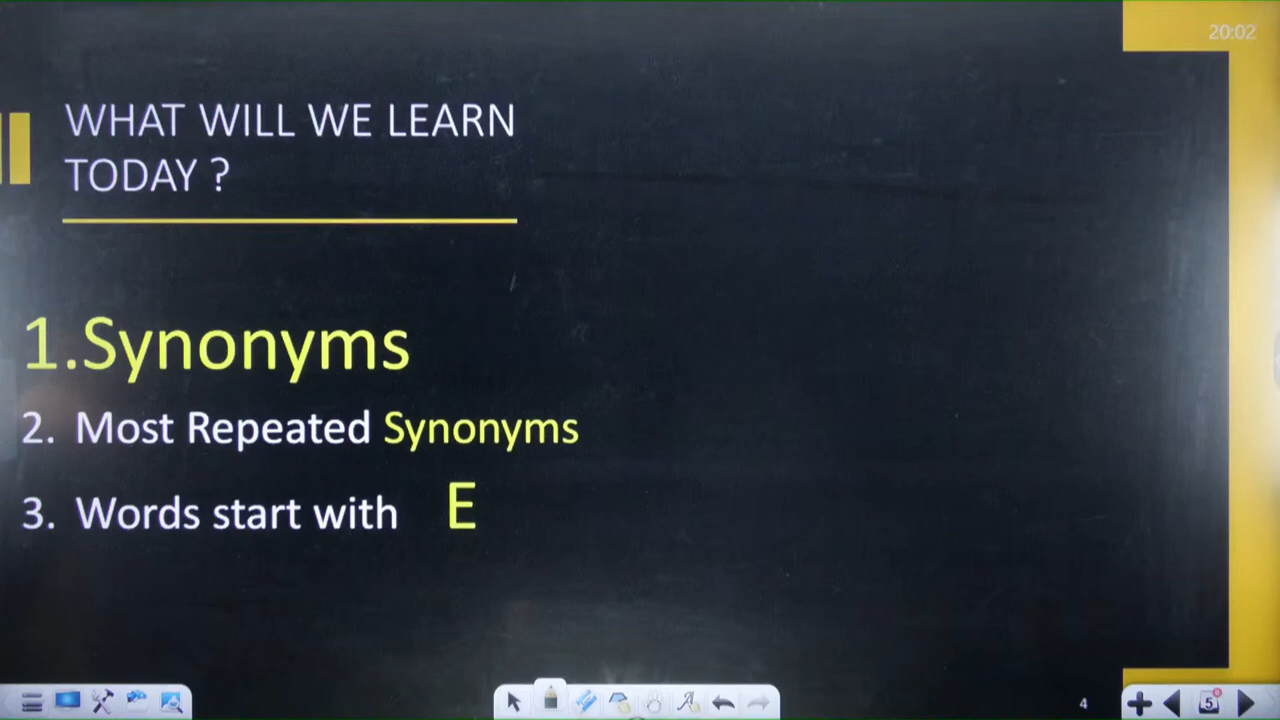 20:02
WHAT WILL WE LEARN
TODAY ?
1.Synonyms
2. Most Repeated Synonyms
3. Words start with E
4
5